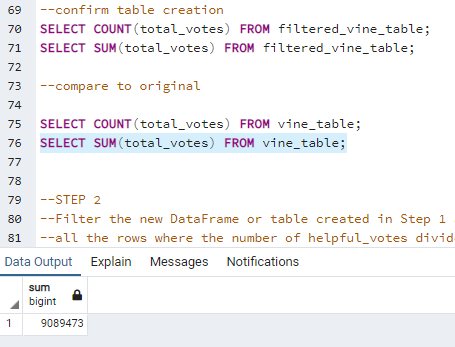 69 --confirm table creation
70 SELECT COUNT(total_votes) FROM filtered_vine_table;
71 SELECT SUM(total_votes) FROM filtered_vine_table;
72
73 --compare to original
74
75 SELECT COUNT(total_votes) FROM vine_table;
76 SELECT SUM(total_votes) FROM vine_table;
77
78
79 --STEP 2
80 --Filter the new DataFrame or table created in Step 1
81 --all the rows where the number of helpful_votes divid
Data Output Explain Messages Notifications
sum
bigint
1 9089473